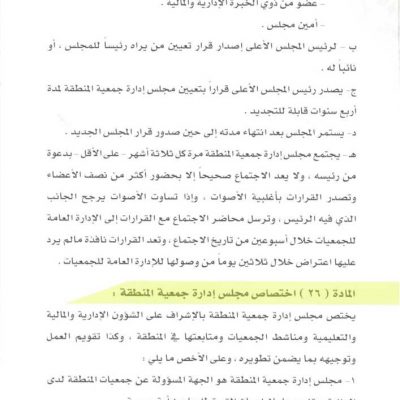 – عضو من ذوي الخبرة الإدارية والمالية .
– أمين مجلس .
ب – لرئيس المجلس الأعلى إصدار قرار تعيين من يراه رئيساً للمجلس ، أو
نائباً له .
ج- يصدر رئيس المجلس الأعلى قراراً بتعيين مجلس إدارة جمعية المنطقة لمدة
أربع سنوات قابلة للتجديد .
د- يستمر المجلس بعد انتهاء مدته إلى حين صدور قرار المجلس الجديد .
هـ- يجتمع مجلس إدارة جمعية المنطقة مرة كل ثلاثة أشهر – على الأقل – بدعوة
من رئيسه ، ولا يعد الاجتماع صحيحاً إلا بحضور أكثر من نصف الأعضاء
وتصدر القرارات بأغلبية الأصوات ، وإذا تساوت الأصوات يرجح الجانب
الذي فيه الرئيس ، وترسل محاضر الاجتماع مع القرارات إلى الإدارة العامة
للجمعيات خلال أسبوعين من تاريخ الاجتماع ، وتعد القرارات نافذة مالم يرد
عليها اعتراض خلال ثلاثين يوماً من وصولها للإدارة العامة للجمعيات .
المادة ( ٢٦ ) اختصاص مجلس إدارة جمعية المنطقة :
يختص مجلس إدارة جمعية المنطقة بالإشراف على الشؤون الإدارية والمالية
والتعليمية ومناشط الجمعيات ومتابعتها في المنطقة ، وكذا تقويم العمل
وتوجيهه بما يضمن تطويره ، وعلى الأخص ما يلي :
١- مجلس إدارة جمعية المنطقة هو الجهة المسؤولة عن جمعيات المنطقة لدى